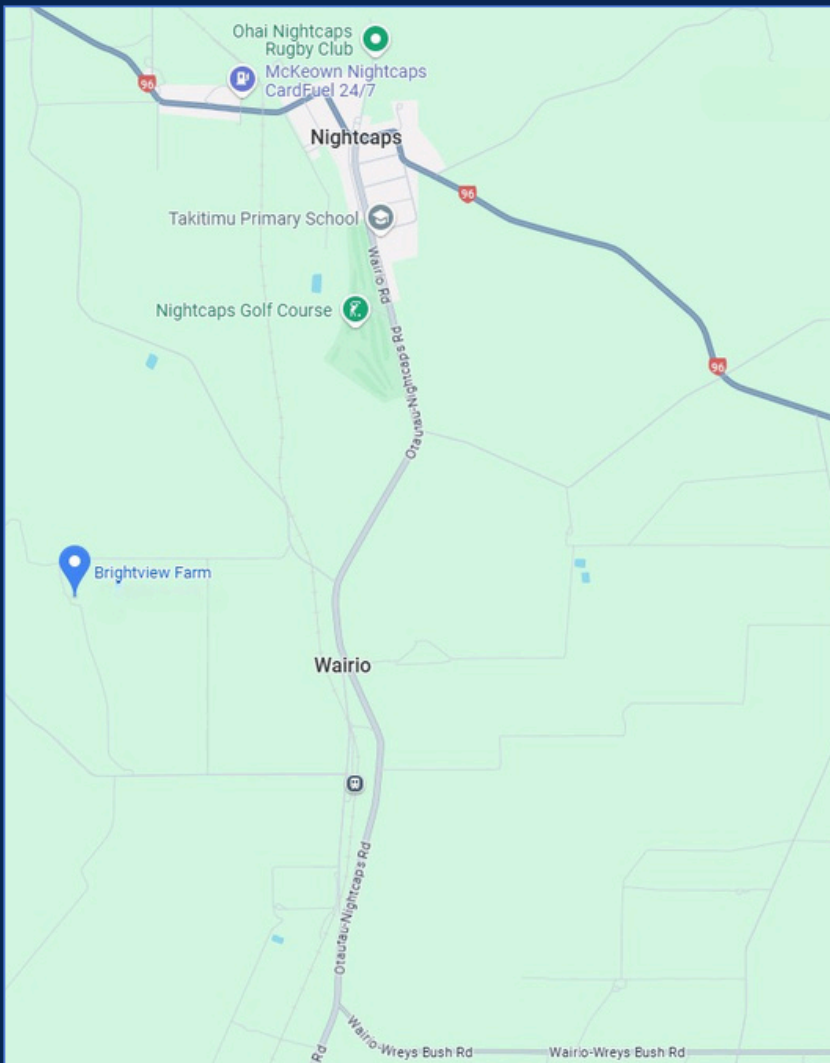 Ohai Nightcaps
Rugby Club
McKeown Nightcaps
CardFuel 24/7
96
Nightcaps
96
Takitimu Primary School
Wairio Rd
Nightcaps Golf Course
Otautau-Nightcaps Rd
96
Brightview Farm
Wairio
Otautau-Nightcaps Rd
Rd
Wairio-Wreys Bush Rd
Wairio-Wreys Bush Rd